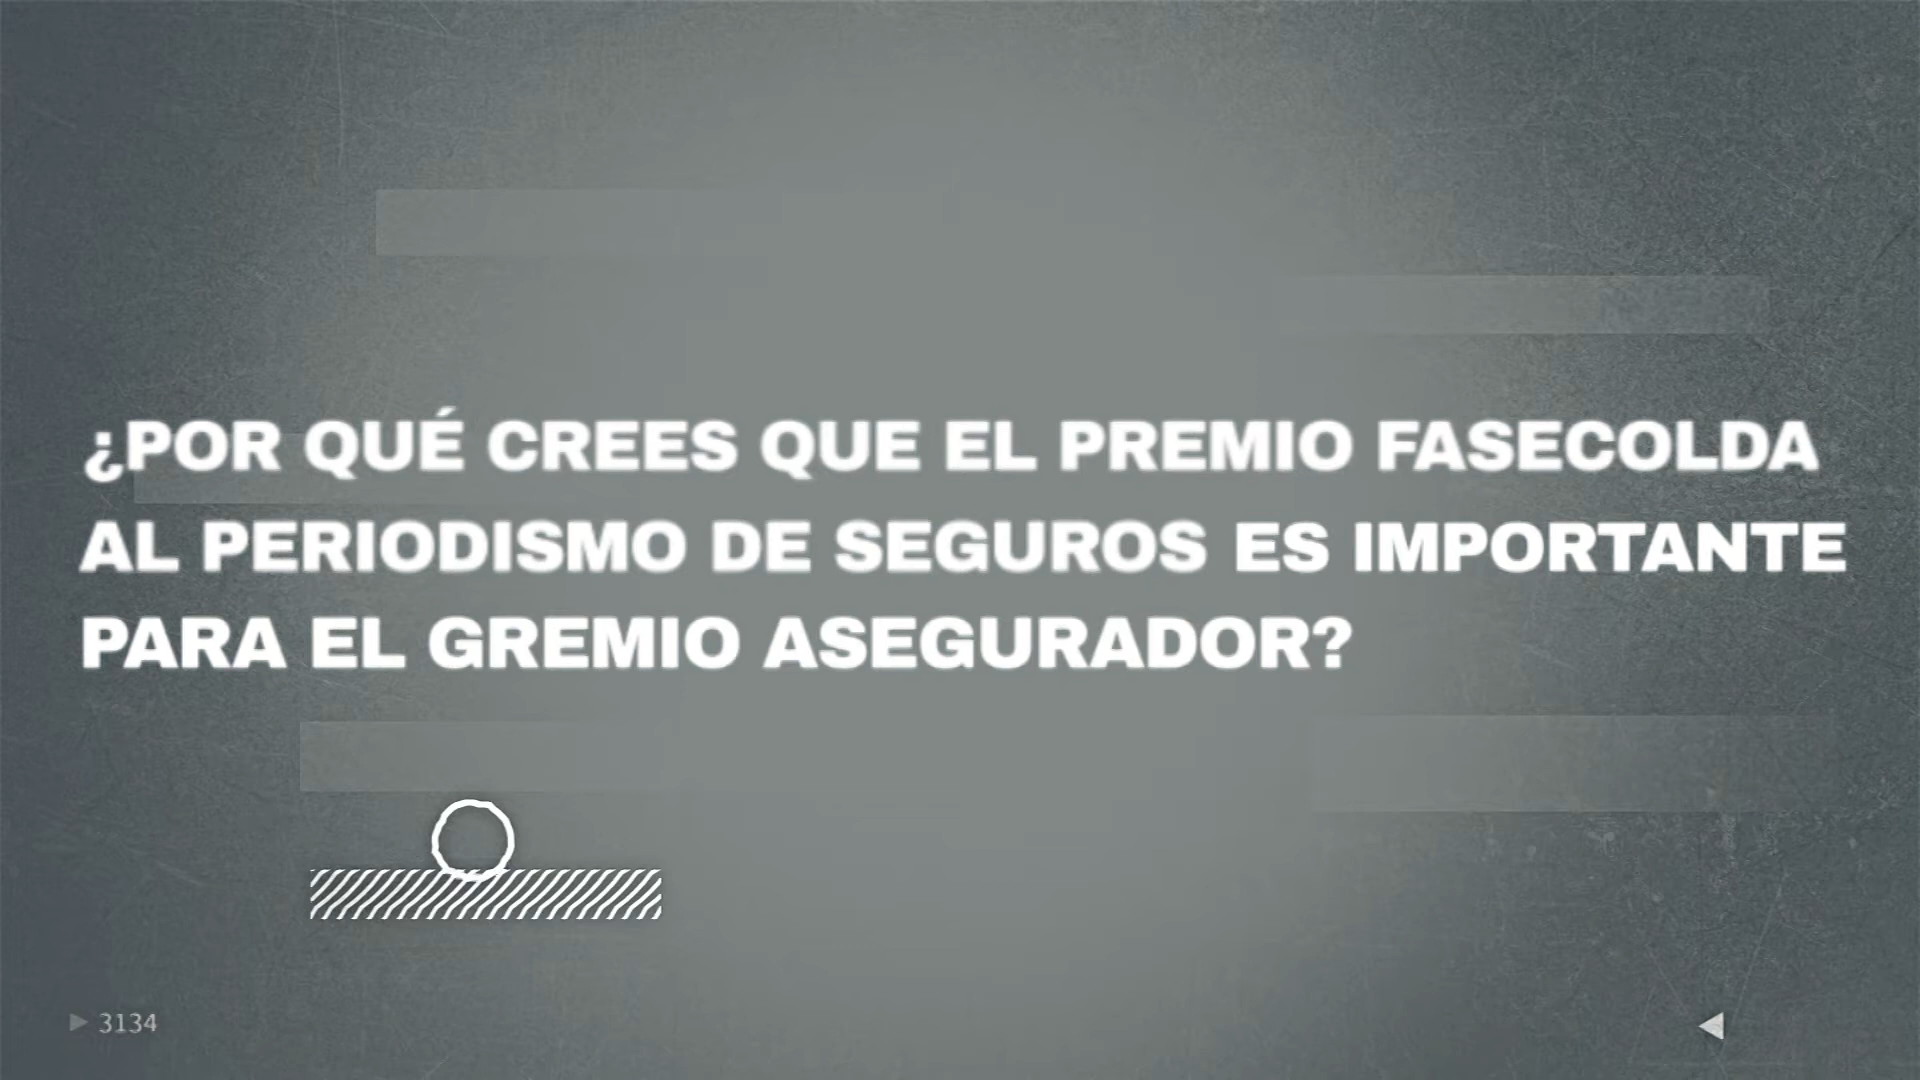 ¿POR QUÉ CREES QUE EL PREMIO FASECOLDA
AL PERIODISMO DE SEGUROS ES IMPORTANTE
PARA EL GREMIO ASEGURADOR?
3134